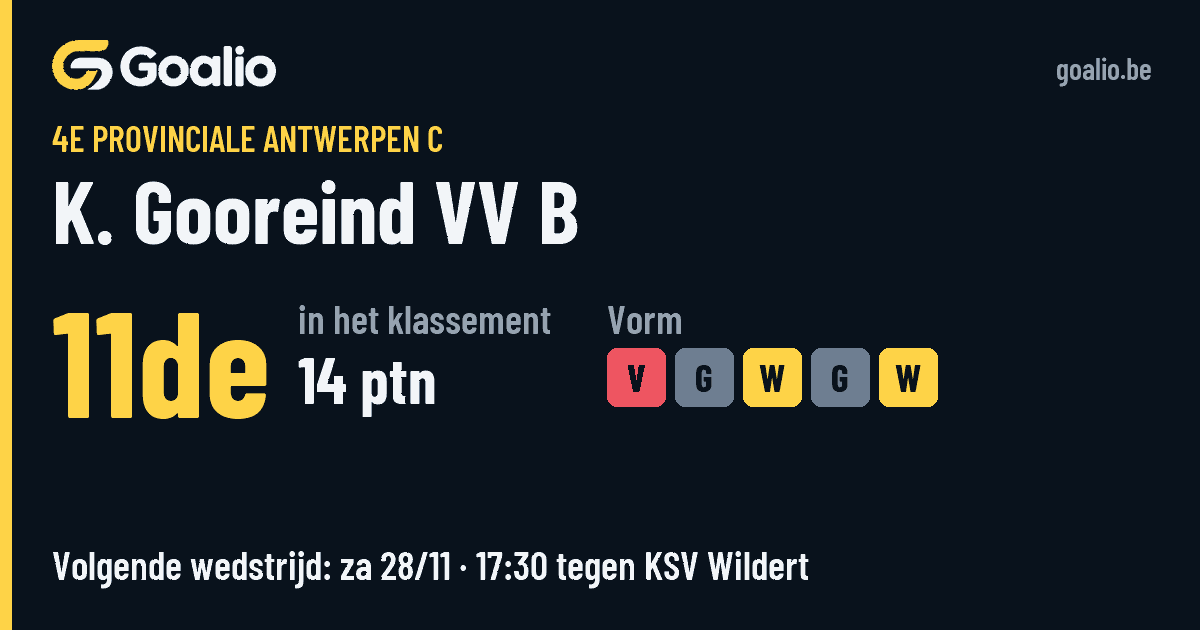 Goalio
goalio.be
4E PROVINCIALE ANTWERPEN C
K. Gooreind VV B
11de
in het klassement
14 ptn
Vorm
V G W G W
Volgende wedstrijd: za 28/11 · 17:30 tegen KSV Wildert